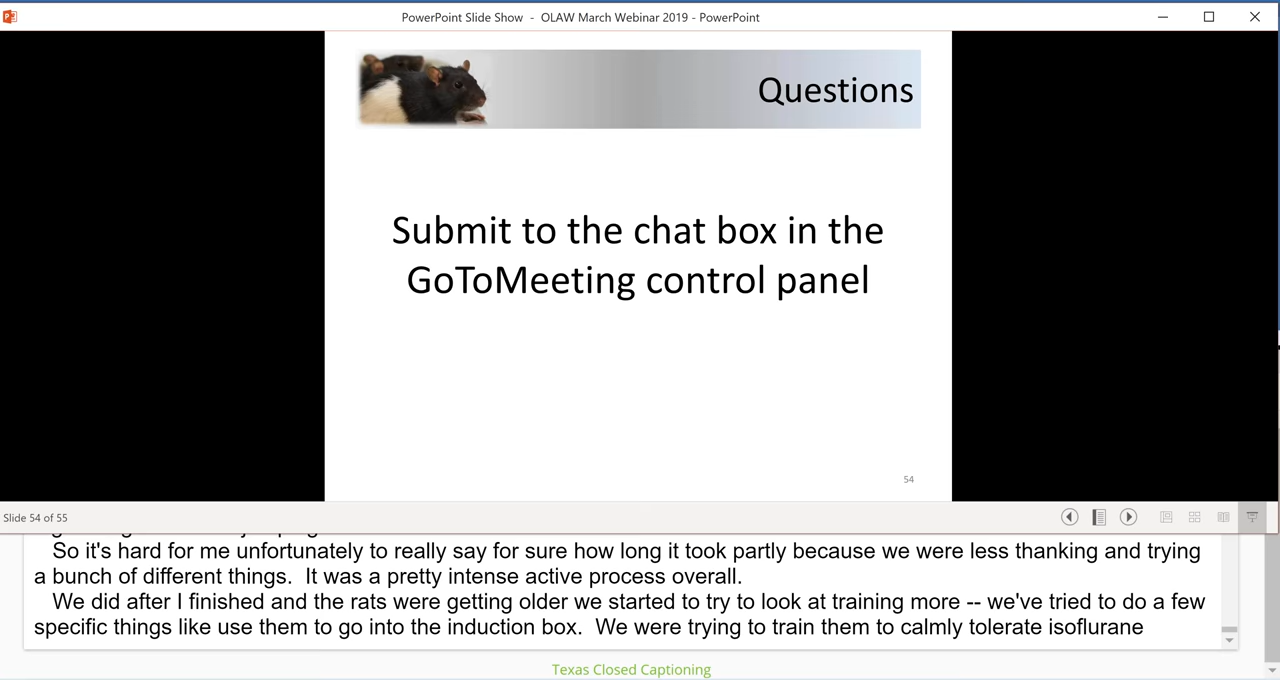 PowerPoint Slide Show - OLAW March Webinar 2019 - PowerPoint
Questions
Submit to the chat box in the
GoToMeeting control panel
54
Slide 54 of 55
So it's hard for me unfortunately to really say for sure how long it took partly because we were less thanking and trying
a bunch of different things.  It was a pretty intense active process overall.
We did after I finished and the rats were getting older we started to try to look at training more -- we've tried to do a few
specific things like use them to go into the induction box.  We were trying to train them to calmly tolerate isoflurane
Texas Closed Captioning